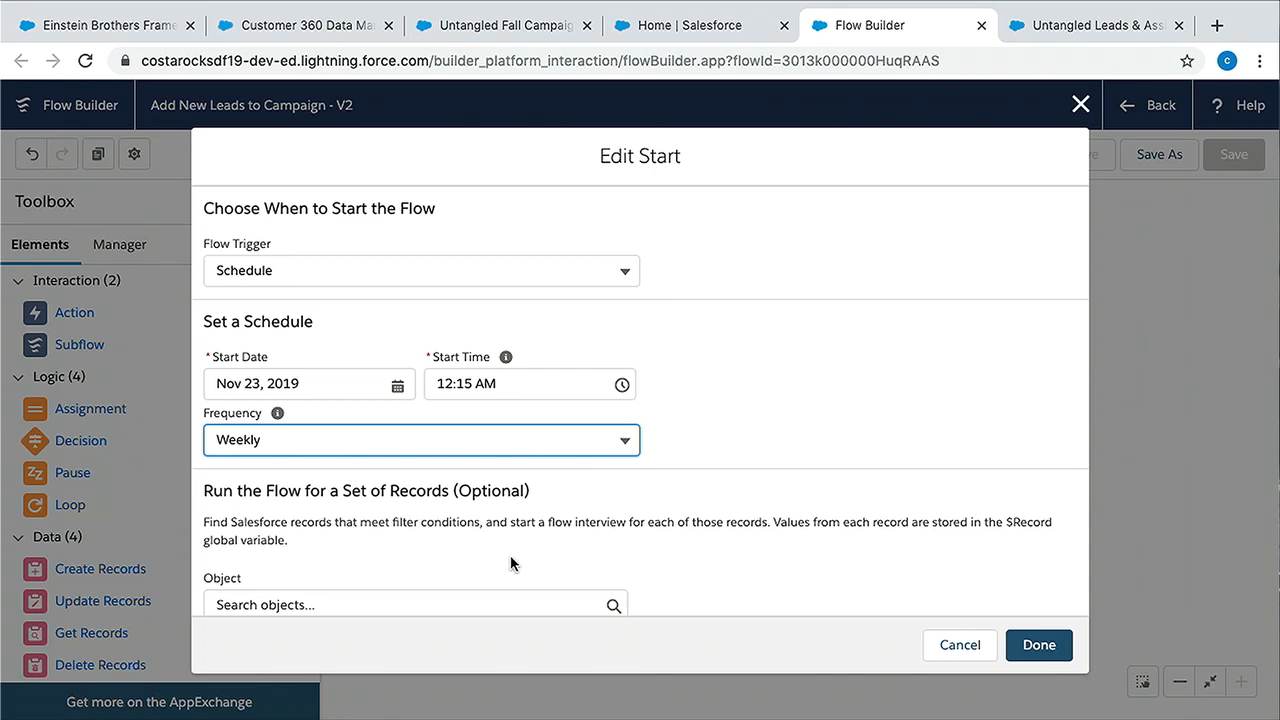 Einstein Brothers Frame
Customer 360 Data Ma
Untangled Fall Campaig
Home | Salesforce
Flow Builder
Untangled Leads & Ass
costarocksdf19-dev-ed.lightning.force.com/builder_platform_interaction/flowBuilder.app?flowId=3013k000000HuqRAAS
C
Flow Builder
Add New Leads to Campaign - V2
Back
? Help
Edit Start
Save As
Save
Toolbox
Elements
Manager
Interaction (2)
Action
Subflow
Logic (4)
Assignment
Decision
Pause
Loop
Data (4)
Create Records
Update Records
Get Records
Delete Records
Get more on the AppExchange
Choose When to Start the Flow
Flow Trigger
Schedule
Set a Schedule
*Start Date
*Start Time
Nov 23, 2019
12:15 AM
Frequency
Weekly
Run the Flow for a Set of Records (Optional)
Find Salesforce records that meet filter conditions, and start a flow interview for each of those records. Values from each record are stored in the $Record
global variable.
Object
Search objects...
Cancel
Done